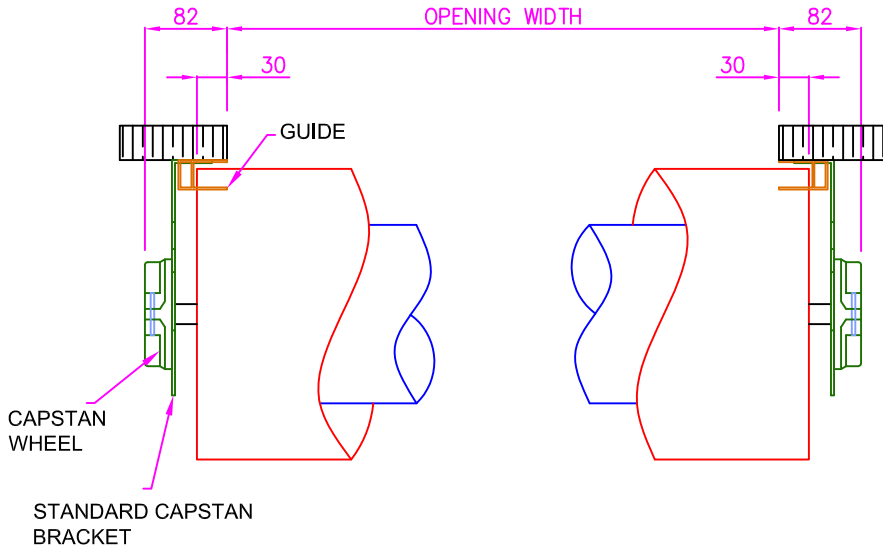 82
OPENING WIDTH
82
30
30
GUIDE
CAPSTAN
WHEEL
STANDARD CAPSTAN
BRACKET